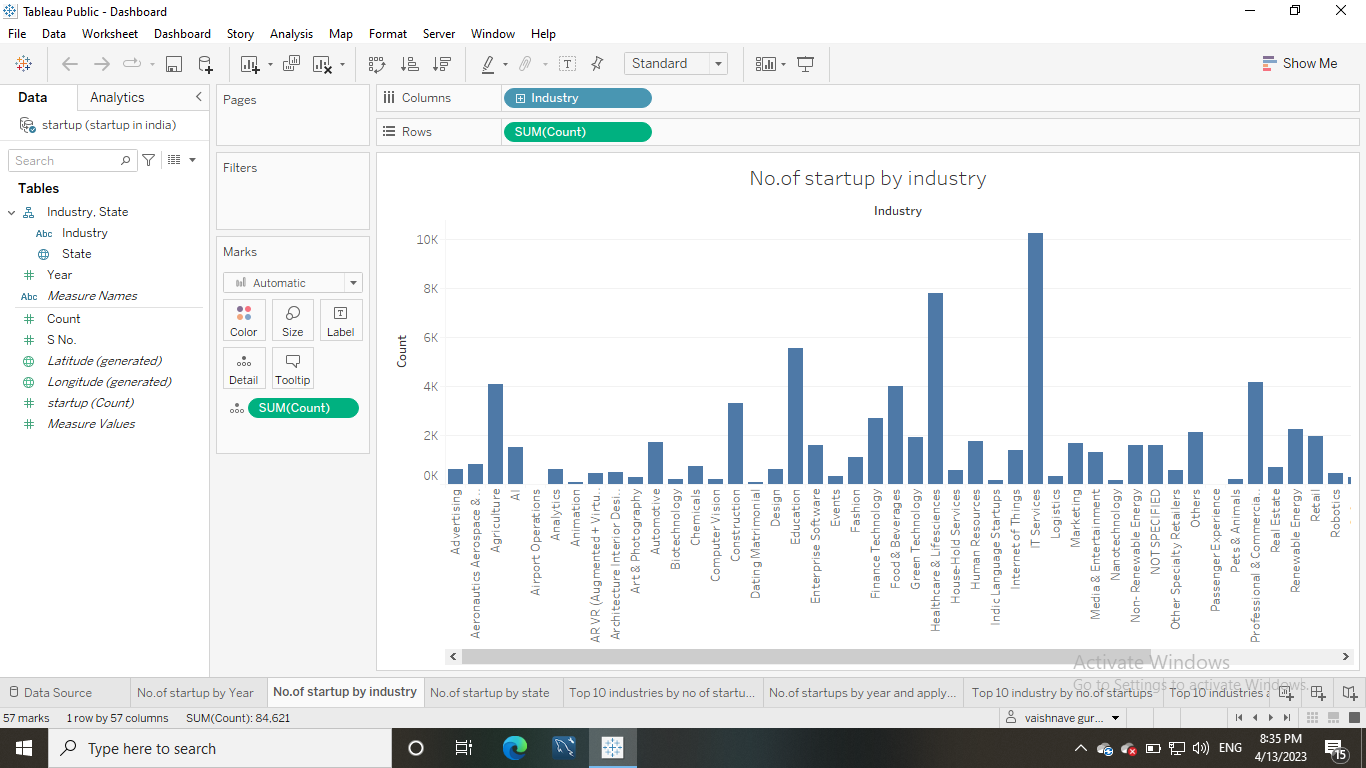 Tableau Public - Dashboard
File Data Worksheet Dashboard Story Analysis Map Format Server Window Help
Standard
Show Me
Data Analytics
startup (startup in india)
Search
Tables
Industry, State
Abc Industry
State
Year
Abc Measure Names
Count
S No.
Latitude (generated)
Longitude (generated)
startup (Count)
Measure Values
Pages
Filters
Marks
Automatic
Color Size Label
Detail Tooltip
SUM(Count)
Columns Industry
Rows SUM(Count)
No.of startup by industry
Industry
Count
10K
8K
6K
4K
2K
0K
Advertising
Aeronautics Aerospace & ..
Agriculture
AI
Airport Operations
Analytics
Animation
AR VR (Augmented + Virtu..
Architecture Interior Desi..
Art & Photography
Automotive
Biotechnology
Chemicals
Computer Vision
Construction
Dating Matrimonial
Design
Education
Enterprise Software
Events
Fashion
Finance Technology
Food & Beverages
Green Technology
Healthcare & Lifesciences
House-Hold Services
Human Resources
Indic Language Startups
Internet of Things
IT Services
Logistics
Marketing
Media & Entertainment
Nanotechnology
Non- Renewable Energy
NOT SPECIFIED
Other Specialty Retailers
Others
Passenger Experience
Pets & Animals
Professional & Commercia..
Real Estate
Renewable Energy
Retail
Robotics
Activate Windows
Go to Settings to activate Windows.
Data Source No.of startup by Year No.of startup by industry No.of startup by state Top 10 industries by no of startu... No.of startups by year and apply... Top 10 industry by no.of startups Top 10 industries
57 marks 1 row by 57 columns SUM(Count): 84,621
vaishnave gur...
Type here to search
ENG
8:35 PM
4/13/2023
15